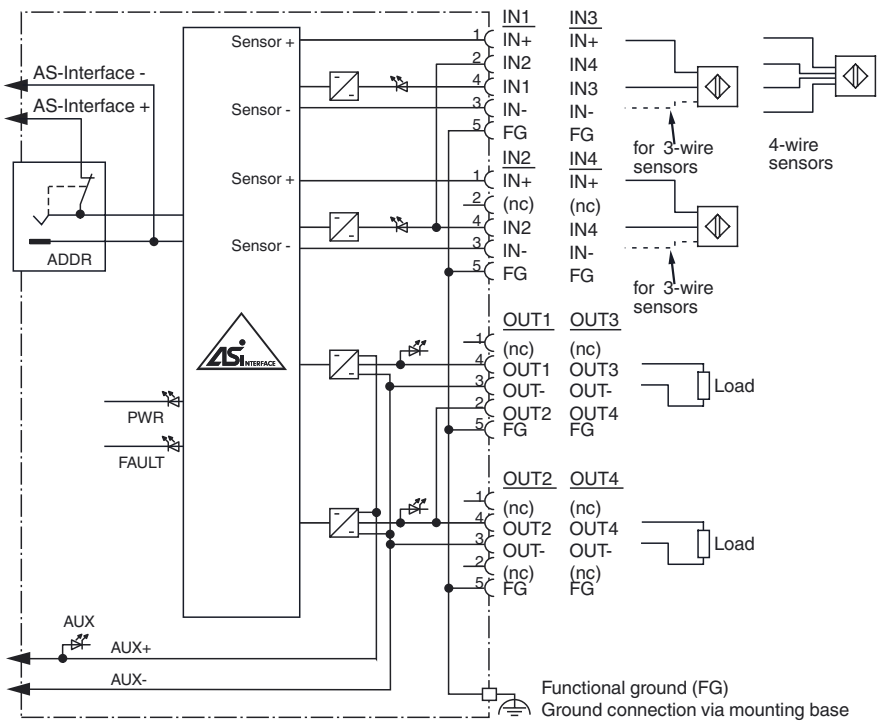 IN1 IN3
Sensor + 1 IN+ IN+
2 IN2 IN4
4 IN1 IN3
Sensor - 3 IN- IN-
5 FG FG
AS-Interface -
AS-Interface +
for 3-wire
sensors
4-wire
sensors
IN2 IN4
Sensor + 1 IN+ IN+
2 (nc) (nc)
4 IN2 IN4
Sensor - 3 IN- IN-
5 FG FG
ADDR
for 3-wire
sensors
OUT1 OUT3
1 (nc) (nc)
4 OUT1 OUT3
3 OUT- OUT-
2 OUT2 OUT4
5 FG FG
Load
ASi INTERFACE
PWR
FAULT
OUT2 OUT4
1 (nc) (nc)
4 OUT2 OUT4
3 OUT- OUT-
2 (nc) (nc)
5 FG FG
Load
AUX
AUX+
AUX-
Functional ground (FG)
Ground connection via mounting base